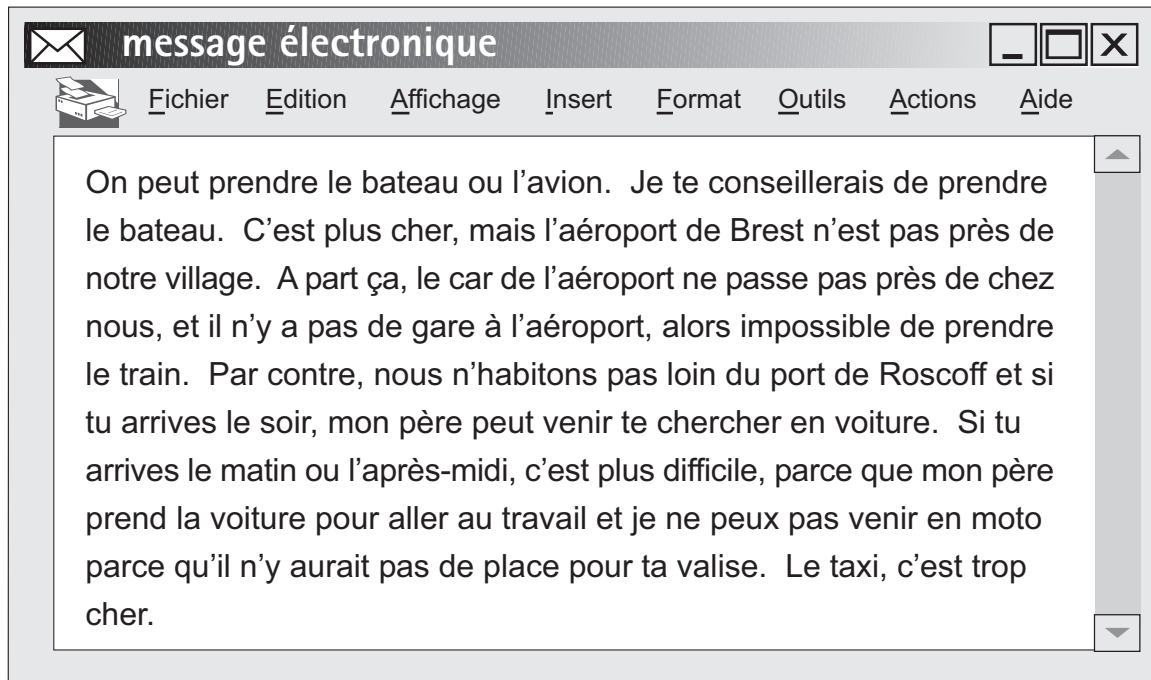 message électronique
Fichier Edition Affichage Insert Format Outils Actions Aide
On peut prendre le bateau ou l’avion.  Je te conseillerais de prendre
le bateau.  C’est plus cher, mais l’aéroport de Brest n’est pas près de
notre village.  A part ça, le car de l’aéroport ne passe pas près de chez
nous, et il n’y a pas de gare à l’aéroport, alors impossible de prendre
le train.  Par contre, nous n’habitons pas loin du port de Roscoff et si
tu arrives le soir, mon père peut venir te chercher en voiture.  Si tu
arrives le matin ou l’après-midi, c’est plus difficile, parce que mon père
prend la voiture pour aller au travail et je ne peux pas venir en moto
parce qu’il n’y aurait pas de place pour ta valise.  Le taxi, c’est trop
cher.